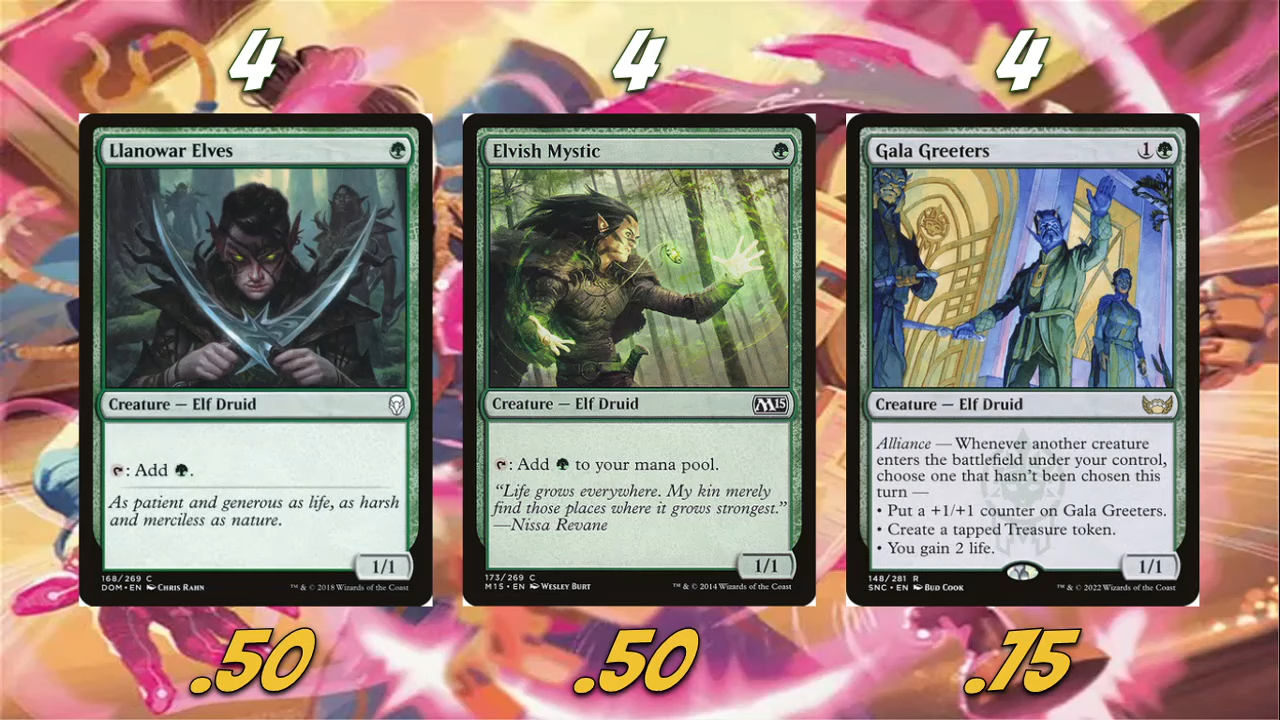 4
4
4
Llanowar Elves
Creature — Elf Druid
: Add .
As patient and generous as life, as harsh
and merciless as nature.
1/1
168/269 C
DOM • EN Chris Rahn
™ & © 2018 Wizards of the Coast
.50
Elvish Mystic
Creature — Elf Druid
M15
: Add to your mana pool.
“Life grows everywhere. My kin merely
find those places where it grows strongest.”
—Nissa Revane
1/1
173/269 C
M15 • EN Wesley Burt
™ & © 2014 Wizards of the Coast
.50
Gala Greeters
1
Creature — Elf Druid
Alliance — Whenever another creature
enters the battlefield under your control,
choose one that hasn’t been chosen this
turn —
• Put a +1/+1 counter on Gala Greeters.
• Create a tapped Treasure token.
• You gain 2 life.
1/1
148/281 R
SNC • EN Bud Cook
™ & © 2022 Wizards of the Coast
.75